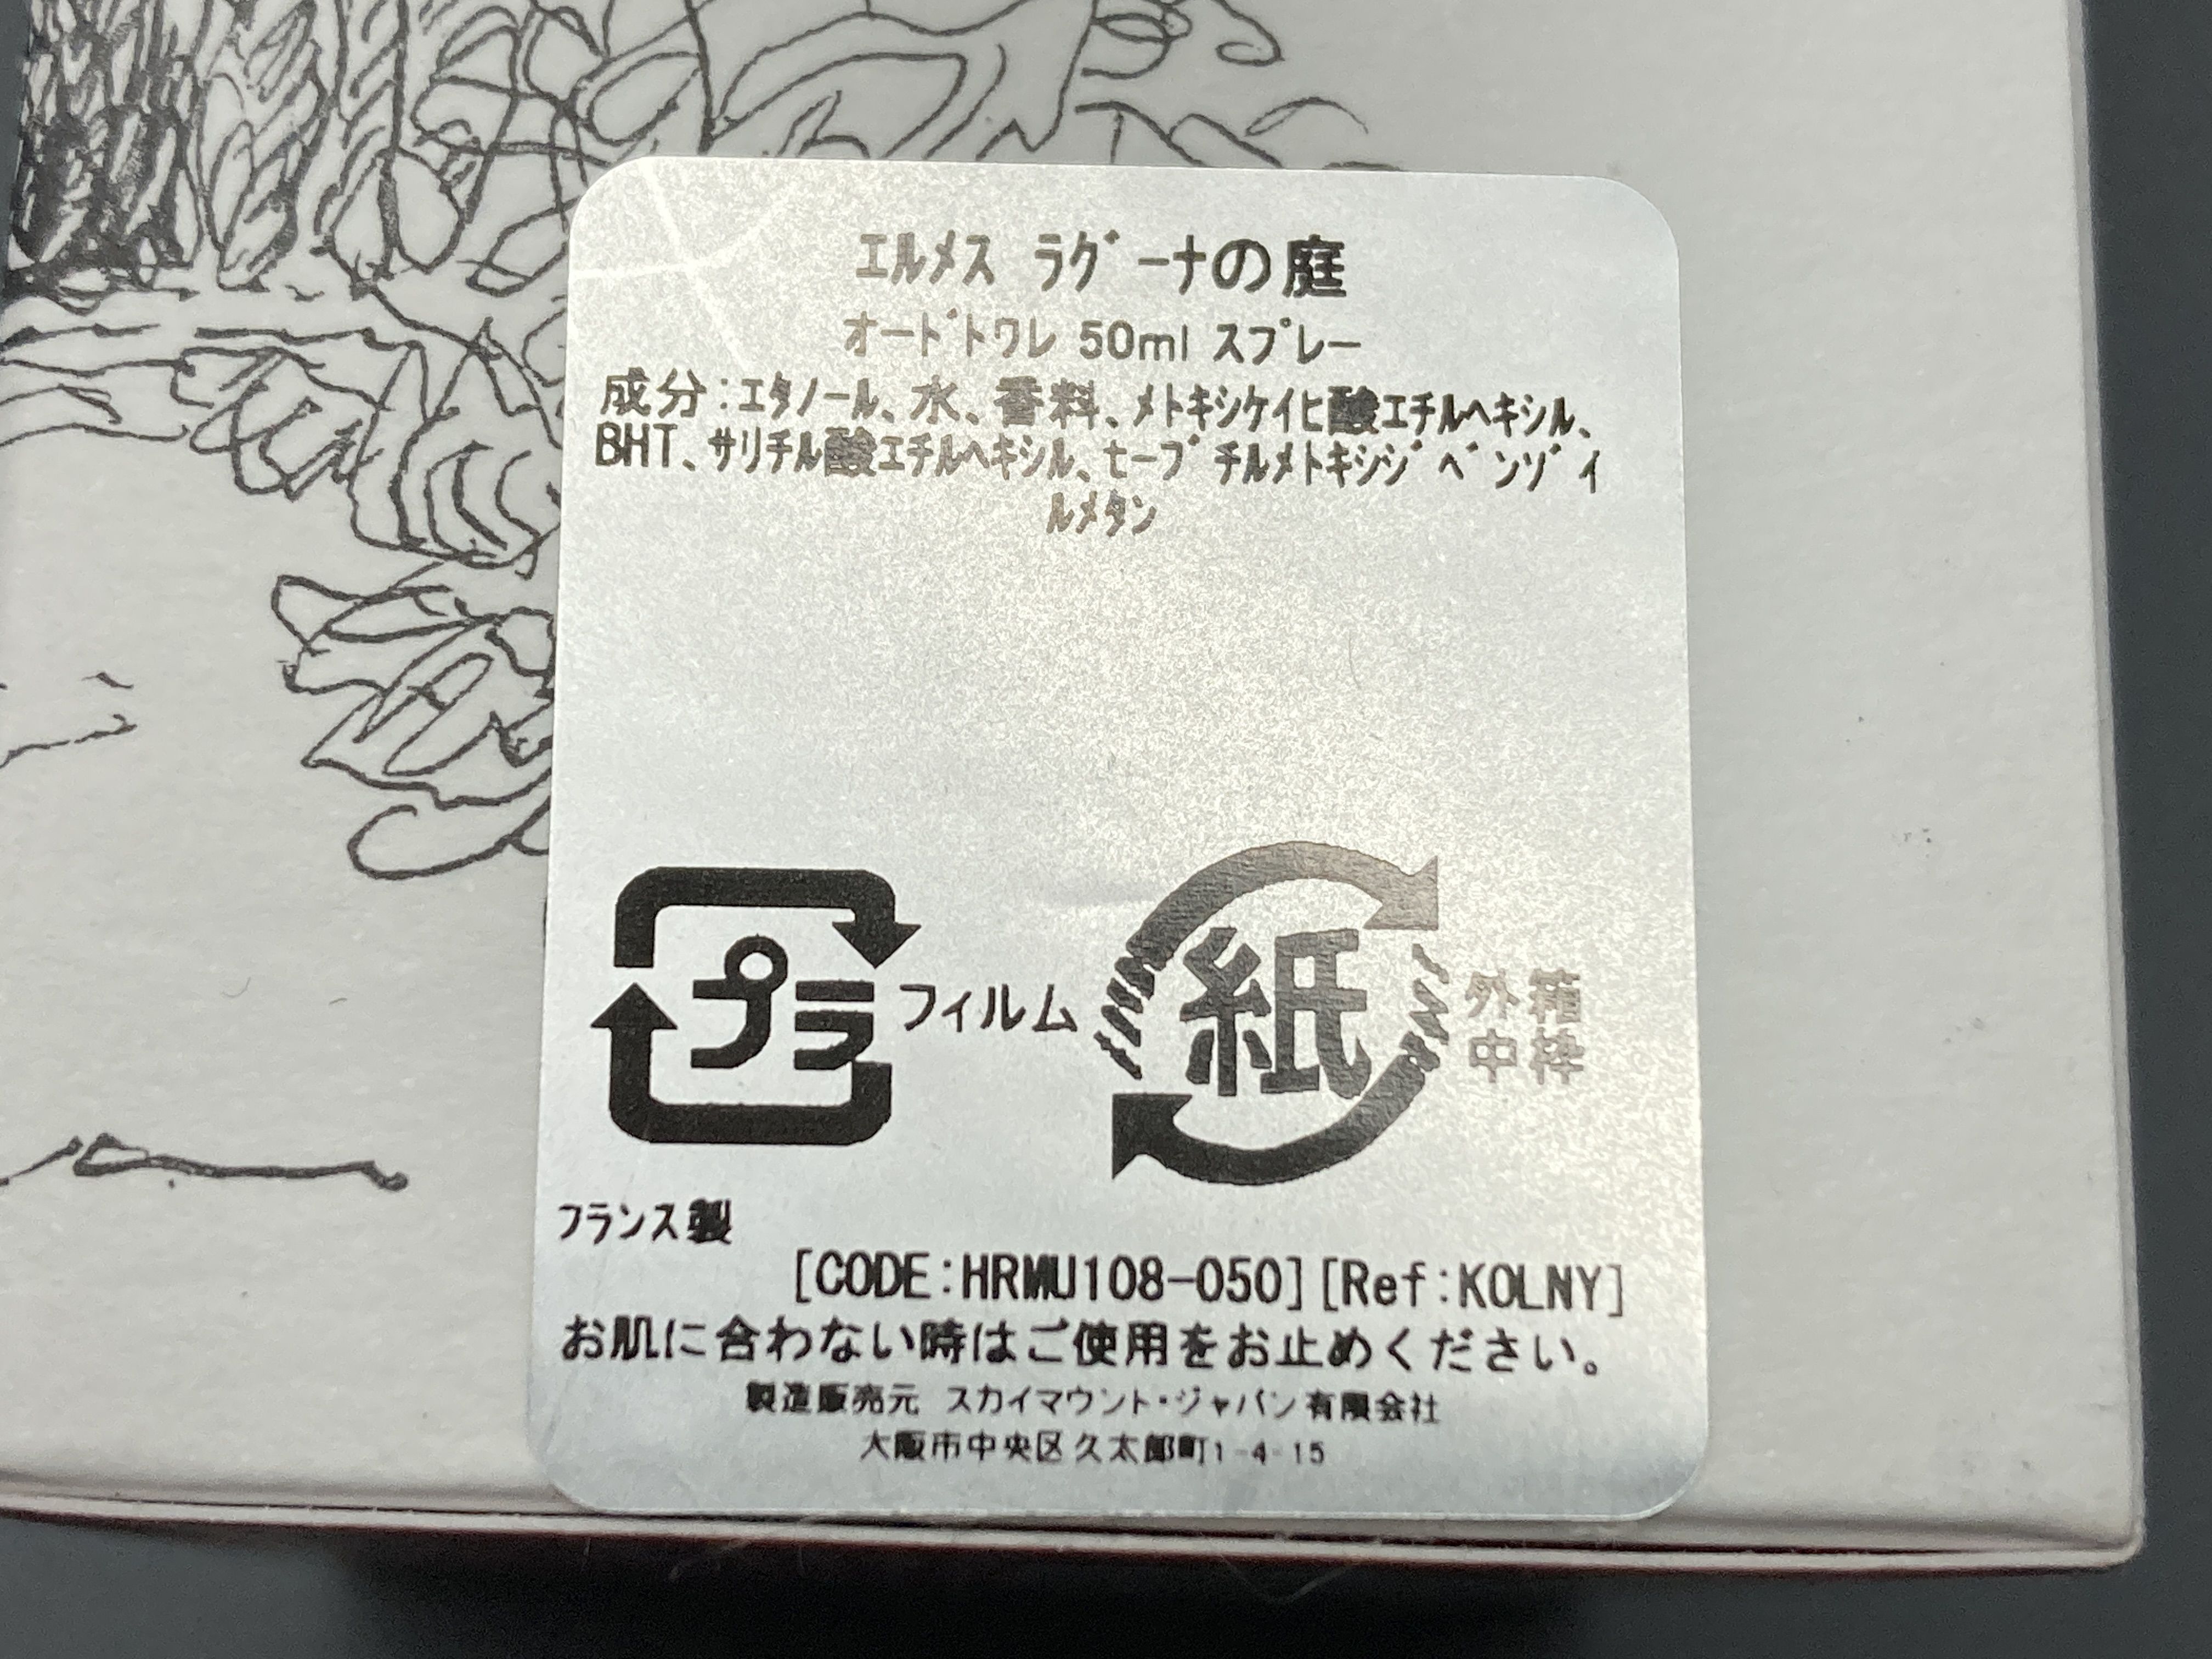 エルメス ラグーナの庭
オードトワレ 50ml スプレー
成分:エタノール、水、香料、メトキシケイヒ酸エチルヘキシル、
BHT、サリチル酸エチルヘキシル、t-ブチルメトキシジベンゾイ
ルメタン
プラ フィルム 紙 外箱
中枠
フランス製
[CODE:HRMU108-050][Ref:KOLNY]
お肌に合わない時はご使用をお止めください。
製造販売元 スカイマウント・ジャパン有限会社
大阪市中央区久太郎町1-4-15